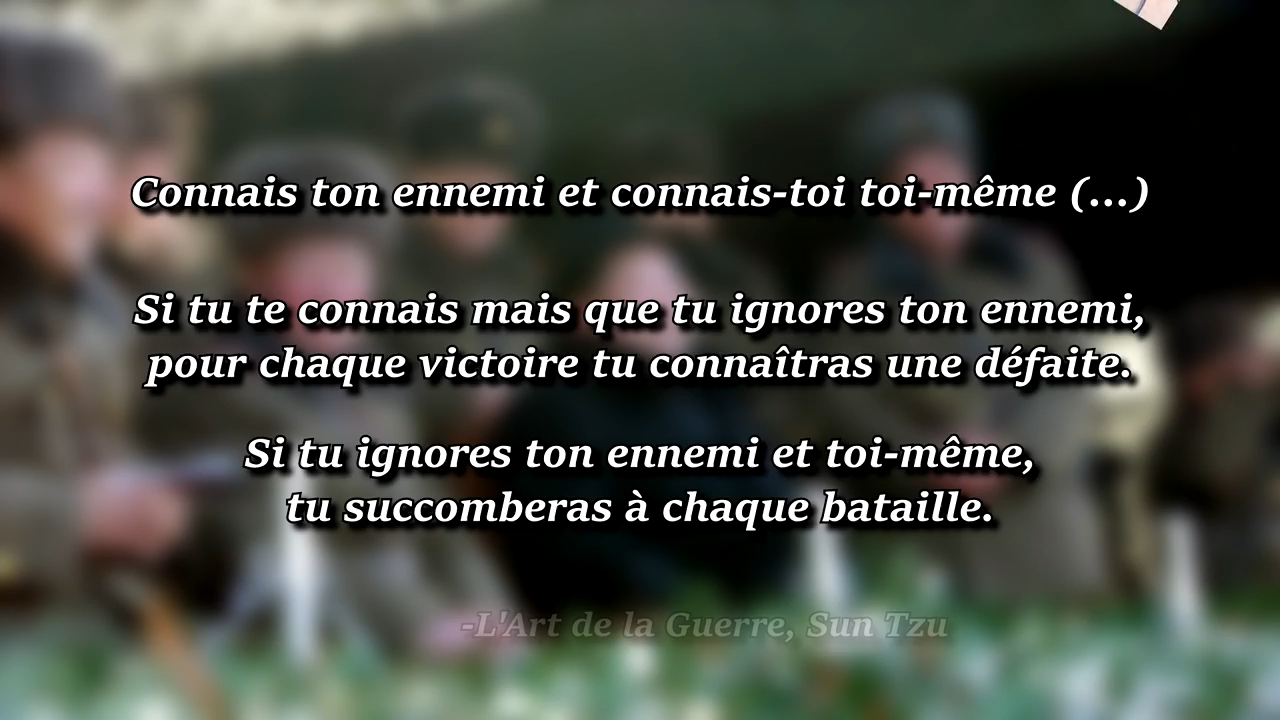 Connais ton ennemi et connais-toi toi-même (...)
Si tu te connais mais que tu ignores ton ennemi,
pour chaque victoire tu connaîtras une défaite.
Si tu ignores ton ennemi et toi-même,
tu succomberas à chaque bataille.
-L'Art de la Guerre, Sun Tzu